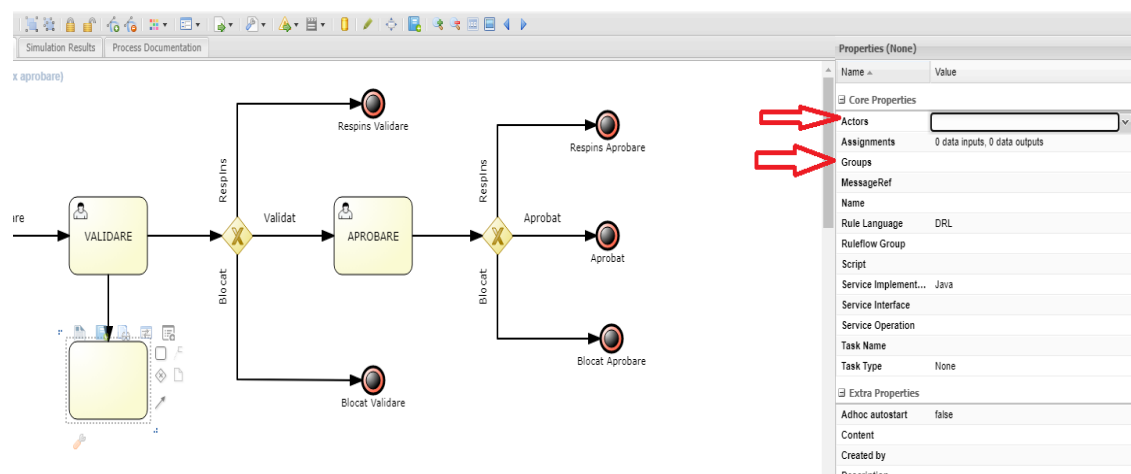 Simulation Results
Process Documentation
Properties (None)
x aprobare)
Name
Value
Core Properties
Actors
Assignments
0 data inputs, 0 data outputs
Groups
MessageRef
Name
Rule Language
DRL
Ruleflow Group
Script
Service Implement...
Java
Service Interface
Service Operation
Task Name
Task Type
None
Extra Properties
Adhoc autostart
false
Content
Created by
Respins Validare
Respins Aprobare
RespIns
RespIns
are
VALIDARE
Validat
APROBARE
Aprobat
Aprobat
Blocat
Blocat
Blocat Aprobare
Blocat Validare